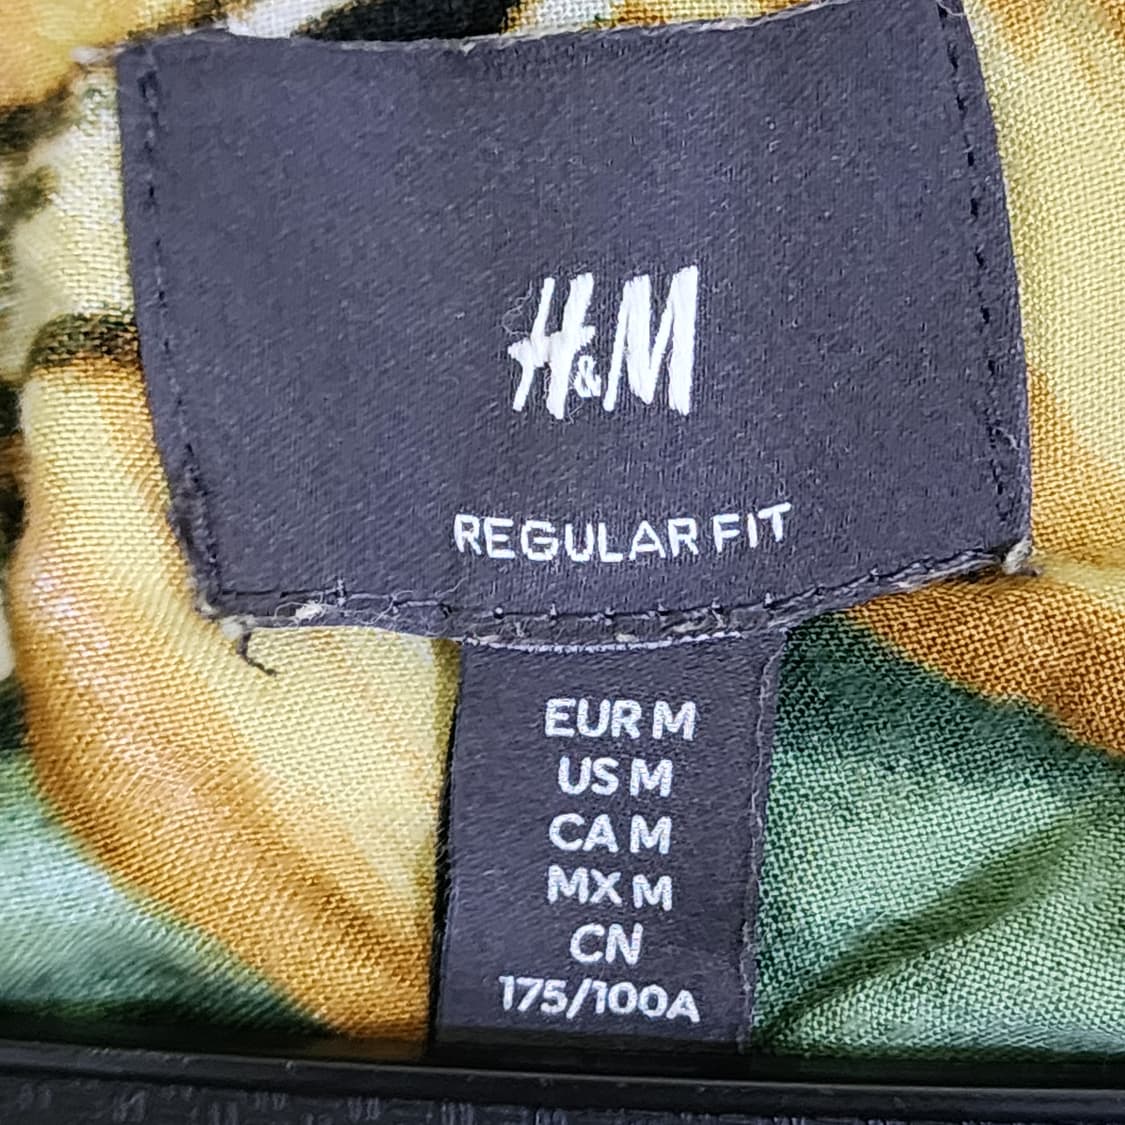 H&M
REGULAR FIT
EUR M
US M
CA M
MX M
CN
175/100A